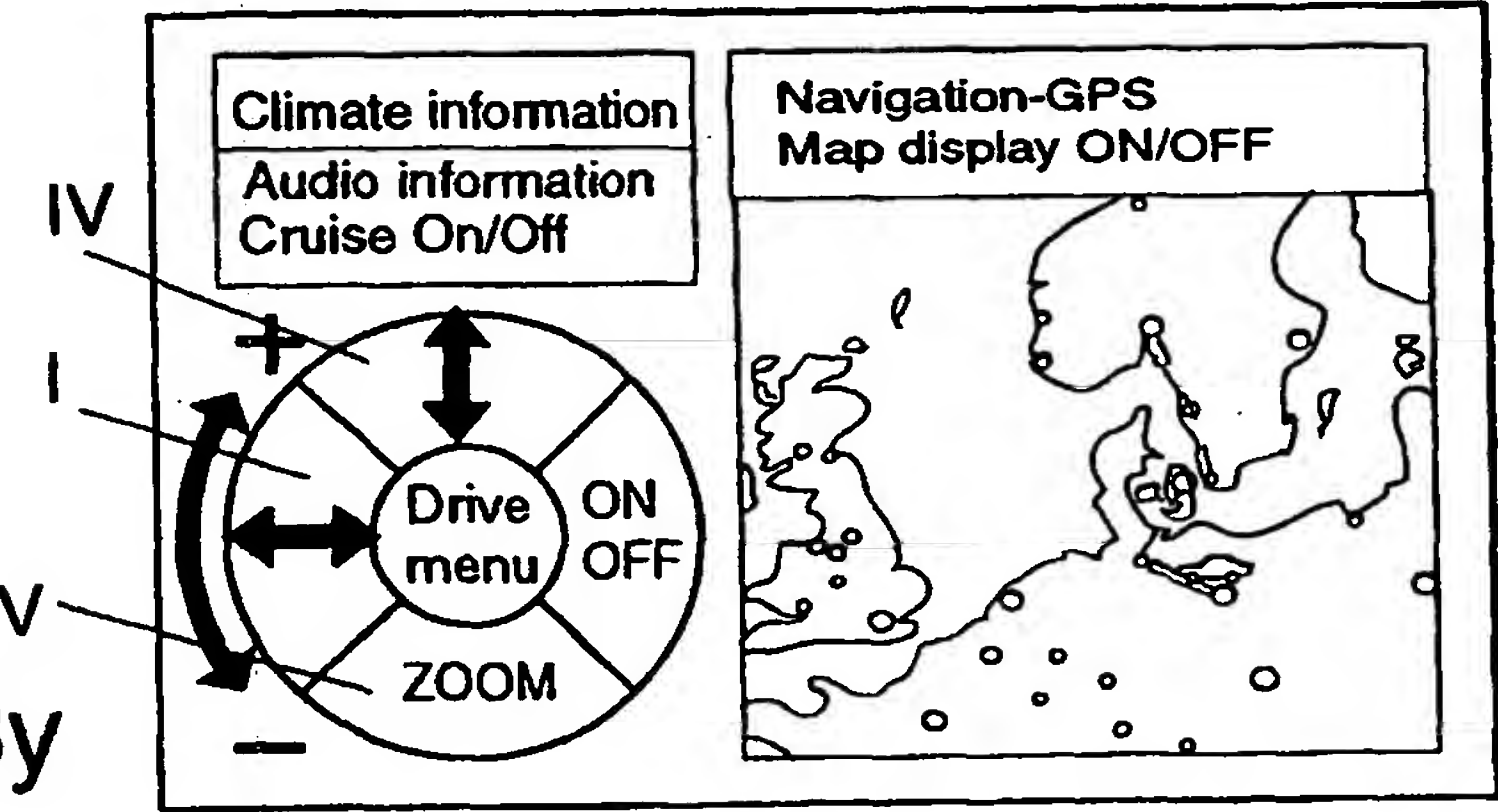 Climate information
Audio information
Cruise On/Off
Navigation-GPS
Map display ON/OFF
IV
+
I
Drive
menu
ON
OFF
V
ZOOM
−